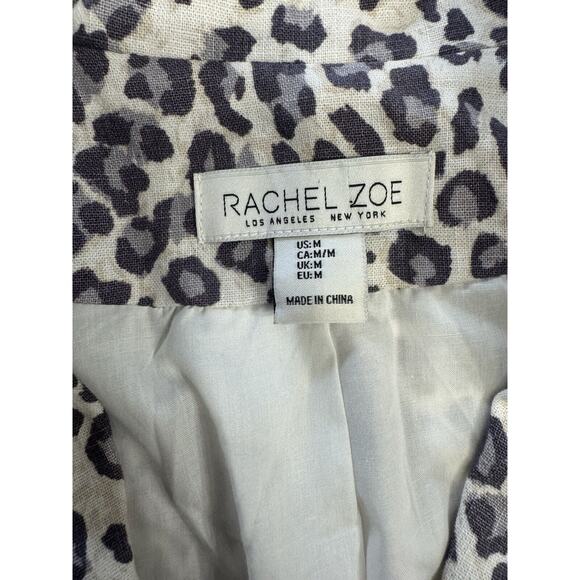 RACHEL ZOE
LOS ANGELES NEW YORK
US:M
CA:M/M
UK:M
EU:M
MADE IN CHINA